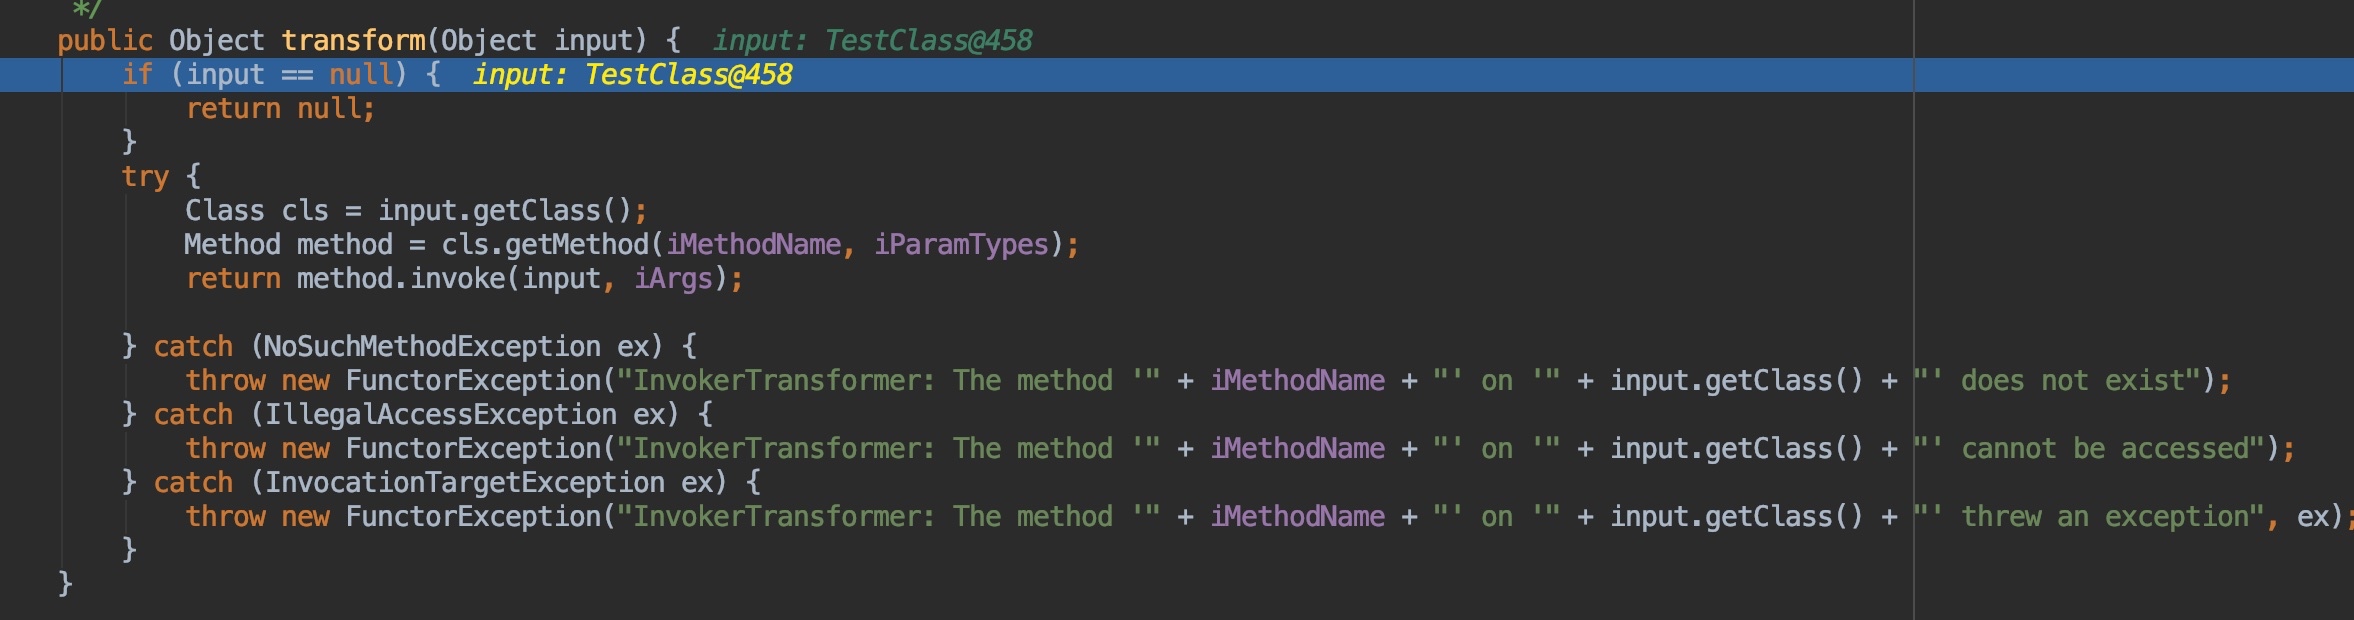 */
public Object transform(Object input) {  input: TestClass@458
if (input == null) {  input: TestClass@458
return null;
}
try {
Class cls = input.getClass();
Method method = cls.getMethod(iMethodName, iParamTypes);
return method.invoke(input, iArgs);
} catch (NoSuchMethodException ex) {
throw new FunctorException("InvokerTransformer: The method '" + iMethodName + "' on '" + input.getClass() + "' does not exist");
} catch (IllegalAccessException ex) {
throw new FunctorException("InvokerTransformer: The method '" + iMethodName + "' on '" + input.getClass() + "' cannot be accessed");
} catch (InvocationTargetException ex) {
throw new FunctorException("InvokerTransformer: The method '" + iMethodName + "' on '" + input.getClass() + "' threw an exception", ex);
}
}